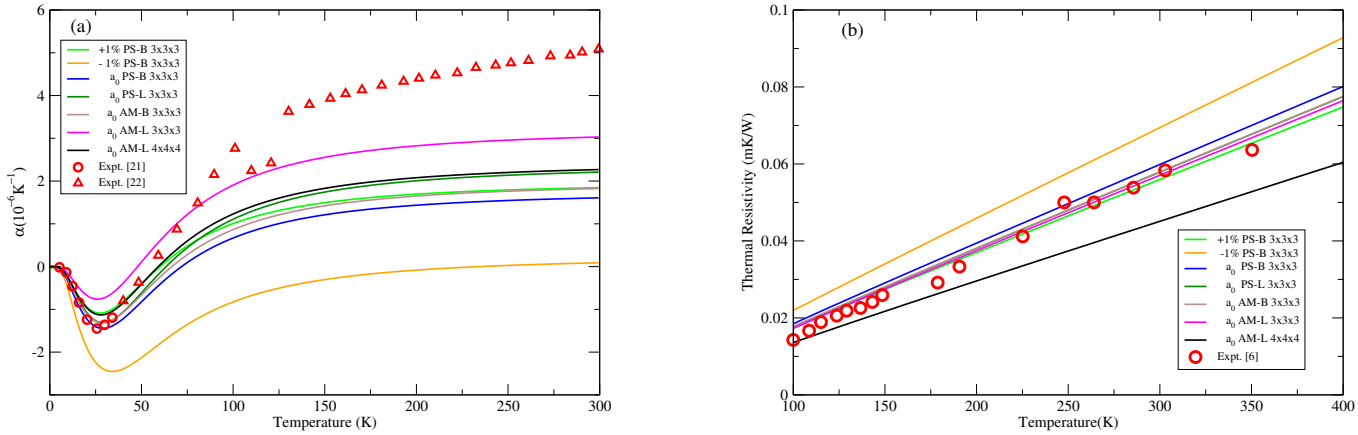 (a)
+1% PS-B 3x3x3
- 1% PS-B 3x3x3
a0 PS-B 3x3x3
a0 PS-L 3x3x3
a0 AM-B 3x3x3
a0 AM-L 3x3x3
a0 AM-L 4x4x4
Expt. [21]
Expt. [22]
α(10⁻⁶K⁻¹)
6
4
2
0
-2
0 50 100 150 200 250 300
Temperature (K)
(b)
Thermal Resistivity (mK/W)
0.1
0.08
0.06
0.04
0.02
0
+1% PS-B 3x3x3
-1% PS-B 3x3x3
a0 PS-B 3x3x3
a0 PS-L 3x3x3
a0 AM-B 3x3x3
a0 AM-L 3x3x3
a0 AM-L 4x4x4
Expt. [6]
100 150 200 250 300 350 400
Temperature(K)